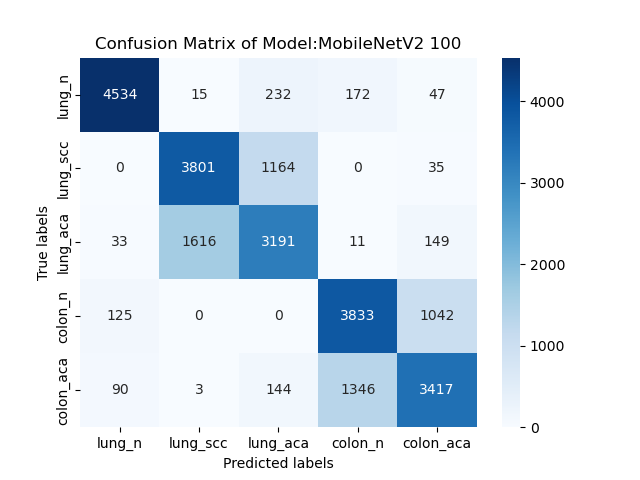 Confusion Matrix of Model:MobileNetV2 100
True labels
lung_n
4534 15 232 172 47
lung_scc
0 3801 1164 0 35
lung_aca
33 1616 3191 11 149
colon_n
125 0 0 3833 1042
colon_aca
90 3 144 1346 3417
lung_n lung_scc lung_aca colon_n colon_aca
Predicted labels
4000
3000
2000
1000
0